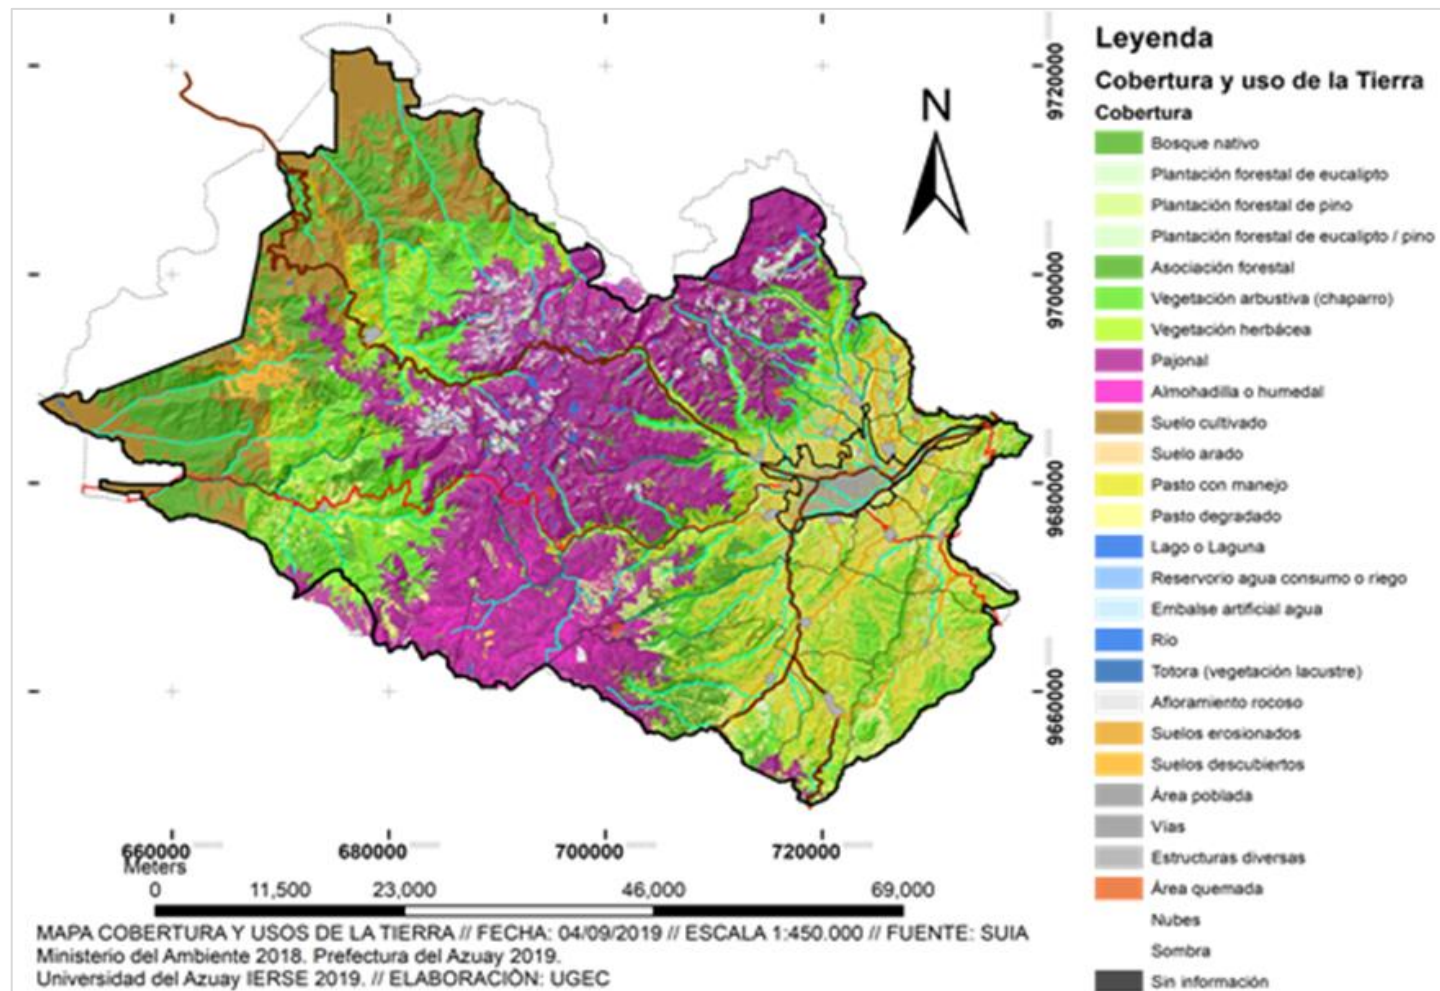 Leyenda
Cobertura y uso de la Tierra
Cobertura
Bosque nativo
Plantación forestal de eucalipto
Plantación forestal de pino
Plantación forestal de eucalipto / pino
Asociación forestal
Vegetación arbustiva (chaparro)
Vegetación herbácea
Pajonal
Almohadilla o humedal
Suelo cultivado
Suelo arado
Pasto con manejo
Pasto degradado
Lago o Laguna
Reservorio agua consumo o riego
Embalse artificial agua
Río
Totora (vegetación lacustre)
Afloramiento rocoso
Suelos erosionados
Suelos descubiertos
Área poblada
Vías
Estructuras diversas
Área quemada
Nubes
Sombra
Sin información
N
9720000
9700000
9680000
9660000
660000 680000 700000 720000
Meters
0 11,500 23,000 46,000 69,000
MAPA COBERTURA Y USOS DE LA TIERRA // FECHA: 04/09/2019 // ESCALA 1:450.000 // FUENTE: SUIA
Ministerio del Ambiente 2018. Prefectura del Azuay 2019.
Universidad del Azuay IERSE 2019. // ELABORACIÓN: UGEC